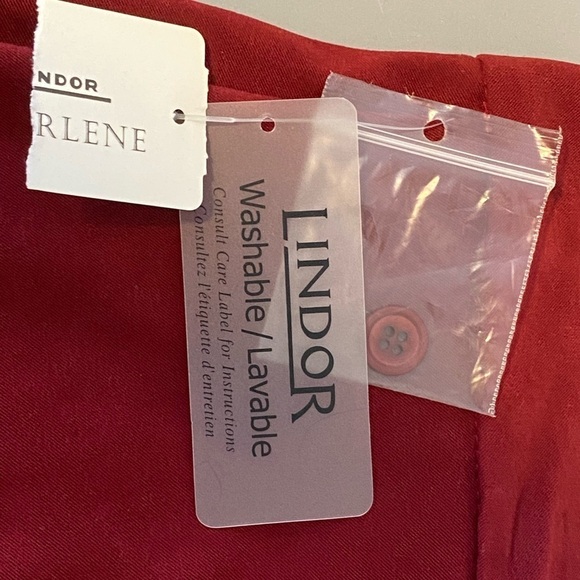 NDOR
RLENE
LINDOR
Washable / Lavable
Consult Care Label for Instructions
Consultez l'étiquette d'entretien